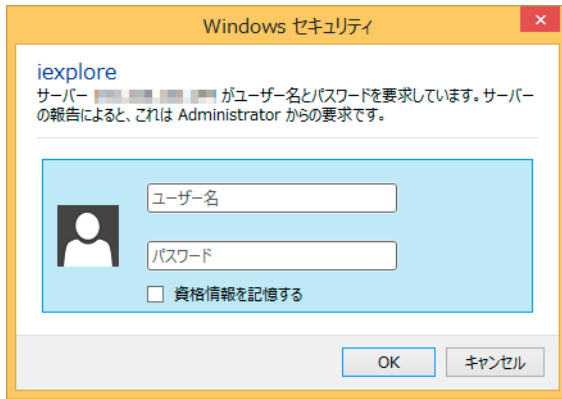 Windows セキュリティ
iexplore
サーバー がユーザー名とパスワードを要求しています。サーバー
の報告によると、これは Administrator からの要求です。
ユーザー名
パスワード
資格情報を記憶する
OK
キャンセル